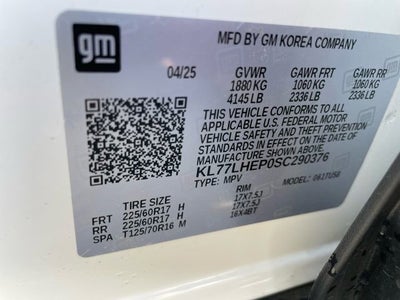 gm
MFD BY GM KOREA COMPANY
04/25 GVWR GAWR FRT GAWR RR
1880 KG 1060 KG 1060 KG
4145 LB 2336 LB 2336 LB
THIS VEHICLE CONFORMS TO ALL
APPLICABLE U.S. FEDERAL MOTOR
VEHICLE SAFETY AND THEFT PREVENTION
STANDARDS IN EFFECT ON THE DATE OF
MANUFACTURE SHOWN ABOVE.
KL77LHEP0SC290376
TYPE: MPV MODEL: 0817US8
TIRE SIZE RIM
FRT 225/60R17 H 17X7.5J
RR 225/60R17 H 17X7.5J
SPA T125/70R16 M 16X4BT